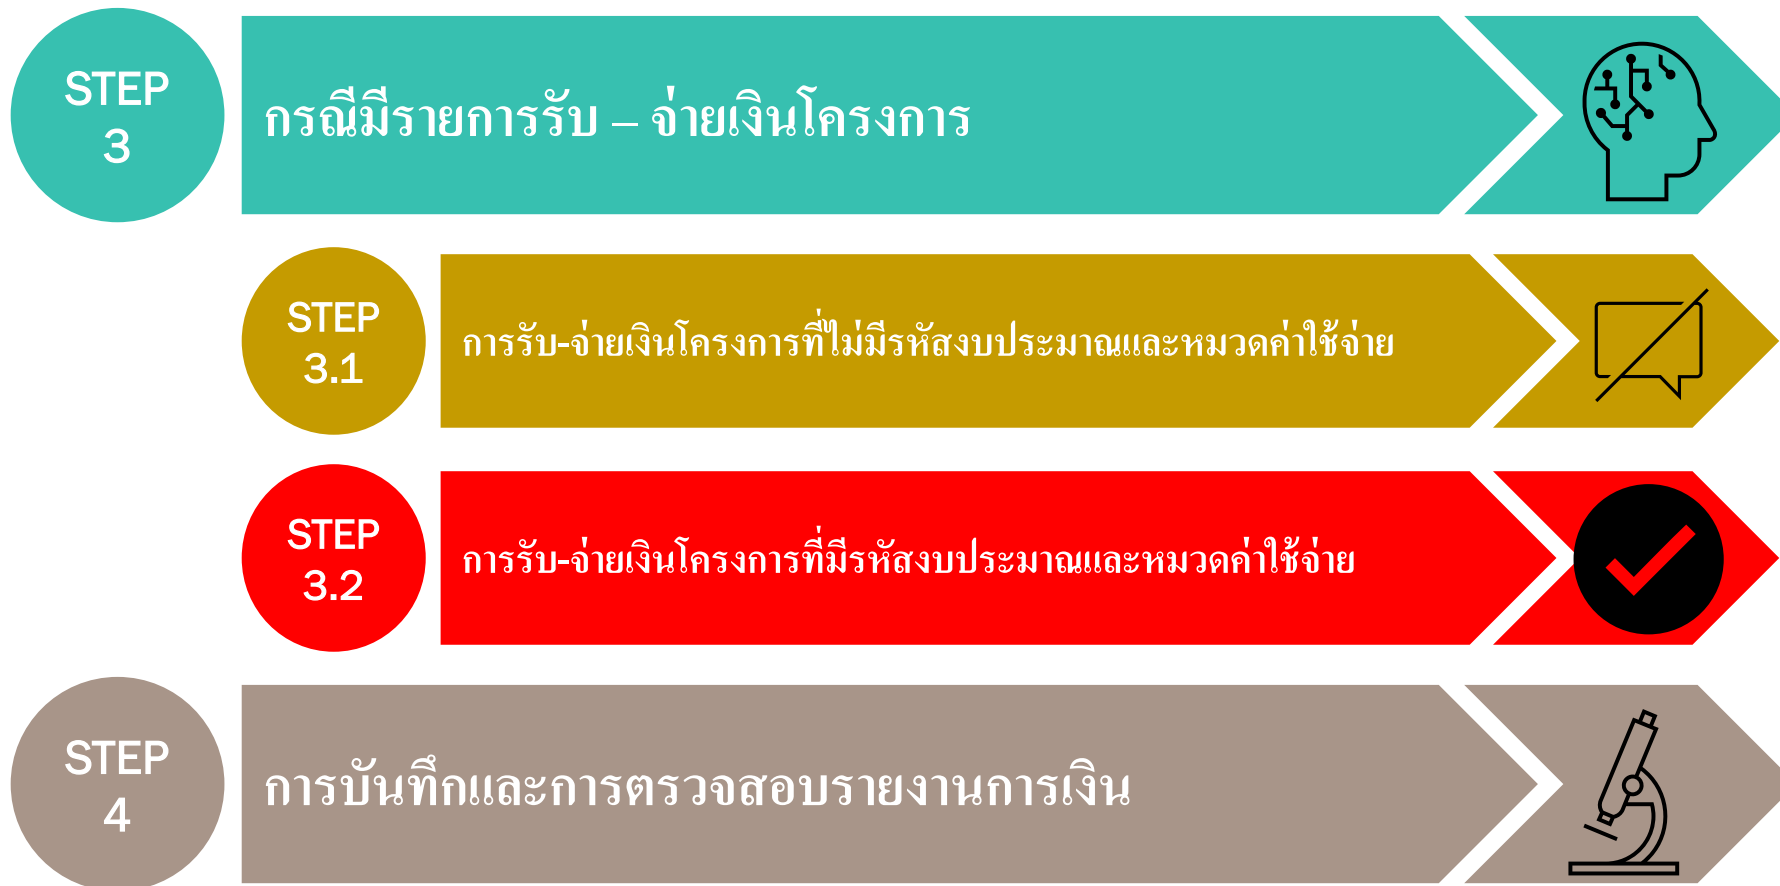 STEP
3
กรณีมีรายการรับ – จ่ายเงินโครงการ
STEP
3.1
การรับ-จ่ายเงินโครงการที่ไม่มีรหัสงบประมาณและหมวดค่าใช้จ่าย
STEP
3.2
การรับ-จ่ายเงินโครงการที่มีรหัสงบประมาณและหมวดค่าใช้จ่าย
STEP
4
การบันทึกและการตรวจสอบรายงานการเงิน